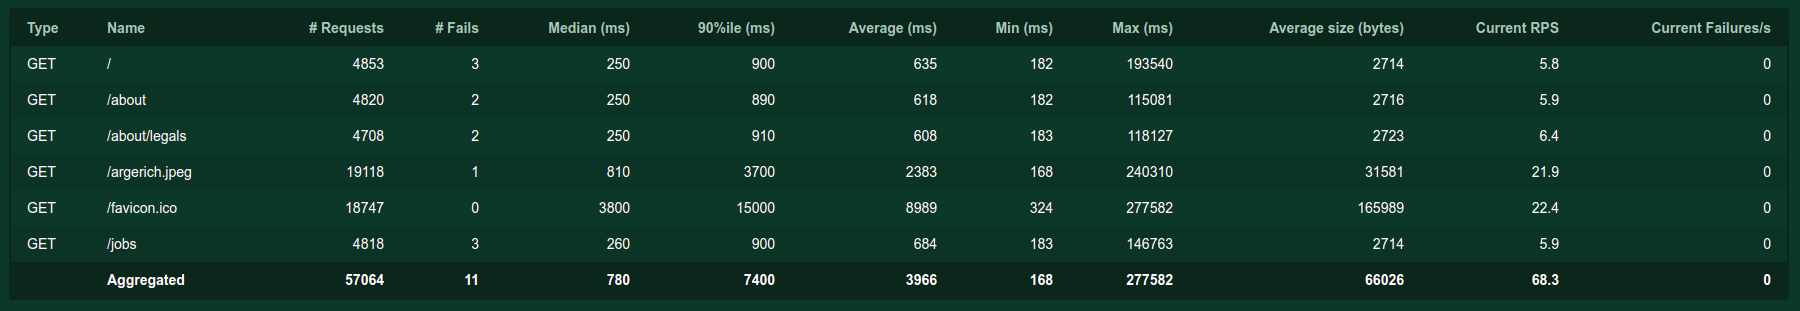 Type Name # Requests # Fails Median (ms) 90%ile (ms) Average (ms) Min (ms) Max (ms) Average size (bytes) Current RPS Current Failures/s
GET / 4853 3 250 900 635 182 193540 2714 5.8 0
GET /about 4820 2 250 890 618 182 115081 2716 5.9 0
GET /about/legals 4708 2 250 910 608 183 118127 2723 6.4 0
GET /argerich.jpeg 19118 1 810 3700 2383 168 240310 31581 21.9 0
GET /favicon.ico 18747 0 3800 15000 8989 324 277582 165989 22.4 0
GET /jobs 4818 3 260 900 684 183 146763 2714 5.9 0
Aggregated 57064 11 780 7400 3966 168 277582 66026 68.3 0